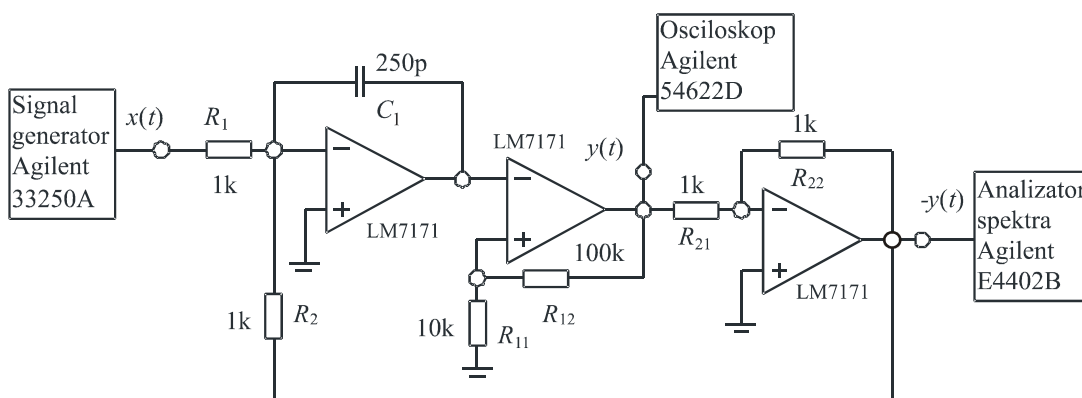 Signal
generator
Agilent
33250A
x(t)
R1
1k
250p
C1
LM7171
1k
R2
LM7171
y(t)
100k
R12
10k
R11
Osciloskop
Agilent
54622D
1k
R21
1k
R22
LM7171
-y(t)
Analizator
spektra
Agilent
E4402B